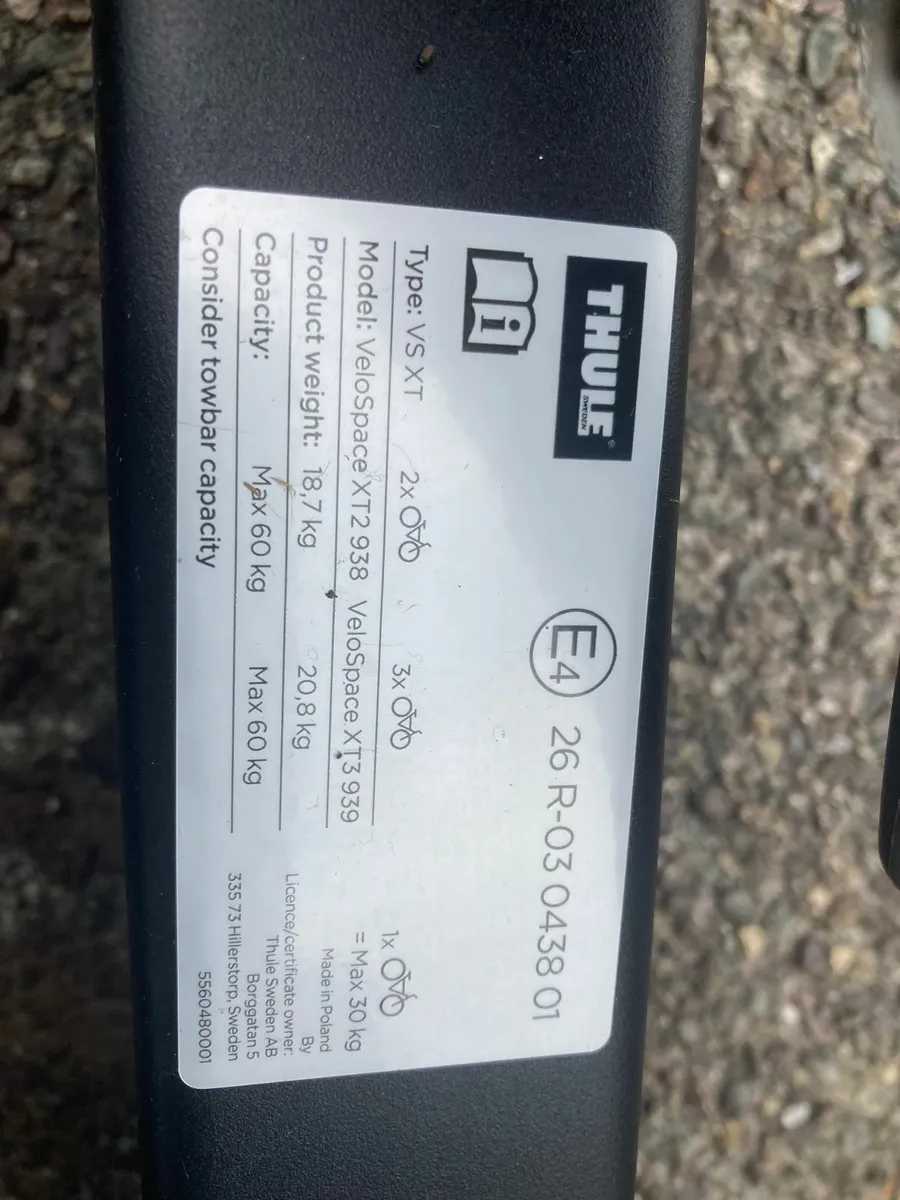 THULE
SWEDEN
E4 26 R-03 0438 01
Type: VS XT 2x 3x
Model: VeloSpace XT2 938 VeloSpace XT3 939
Product weight: 18,7 kg 20,8 kg
Capacity: Max 60 kg Max 60 kg
Consider towbar capacity
1x
= Max 30 kg
Made in Poland
By
Licence/certificate owner:
Thule Sweden AB
Borggatan 5
335 73 Hillerstorp, Sweden
5560480001